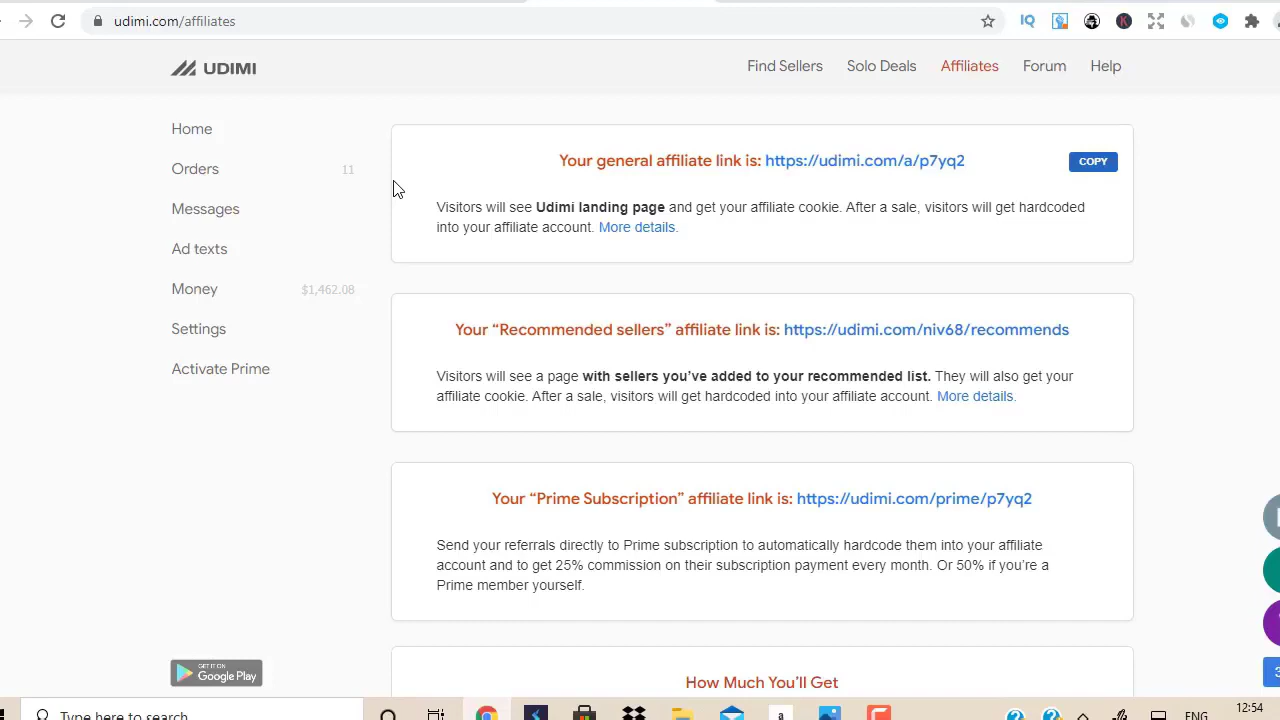 udimi.com/affiliates
IQ
K
UDIMI
Find Sellers Solo Deals Affiliates Forum Help
Home
Orders 11
Messages
Ad texts
Money $1,462.08
Settings
Activate Prime
Your general affiliate link is: https://udimi.com/a/p7yq2
COPY
Visitors will see Udimi landing page and get your affiliate cookie. After a sale, visitors will get hardcoded
into your affiliate account. More details.
Your “Recommended sellers” affiliate link is: https://udimi.com/niv68/recommends
Visitors will see a page with sellers you’ve added to your recommended list. They will also get your
affiliate cookie. After a sale, visitors will get hardcoded into your affiliate account. More details.
Your “Prime Subscription” affiliate link is: https://udimi.com/prime/p7yq2
Send your referrals directly to Prime subscription to automatically hardcode them into your affiliate
account and to get 25% commission on their subscription payment every month. Or 50% if you’re a
Prime member yourself.
How Much You’ll Get
GET IT ON
Google Play
Type here to search
a
ENG
12:54